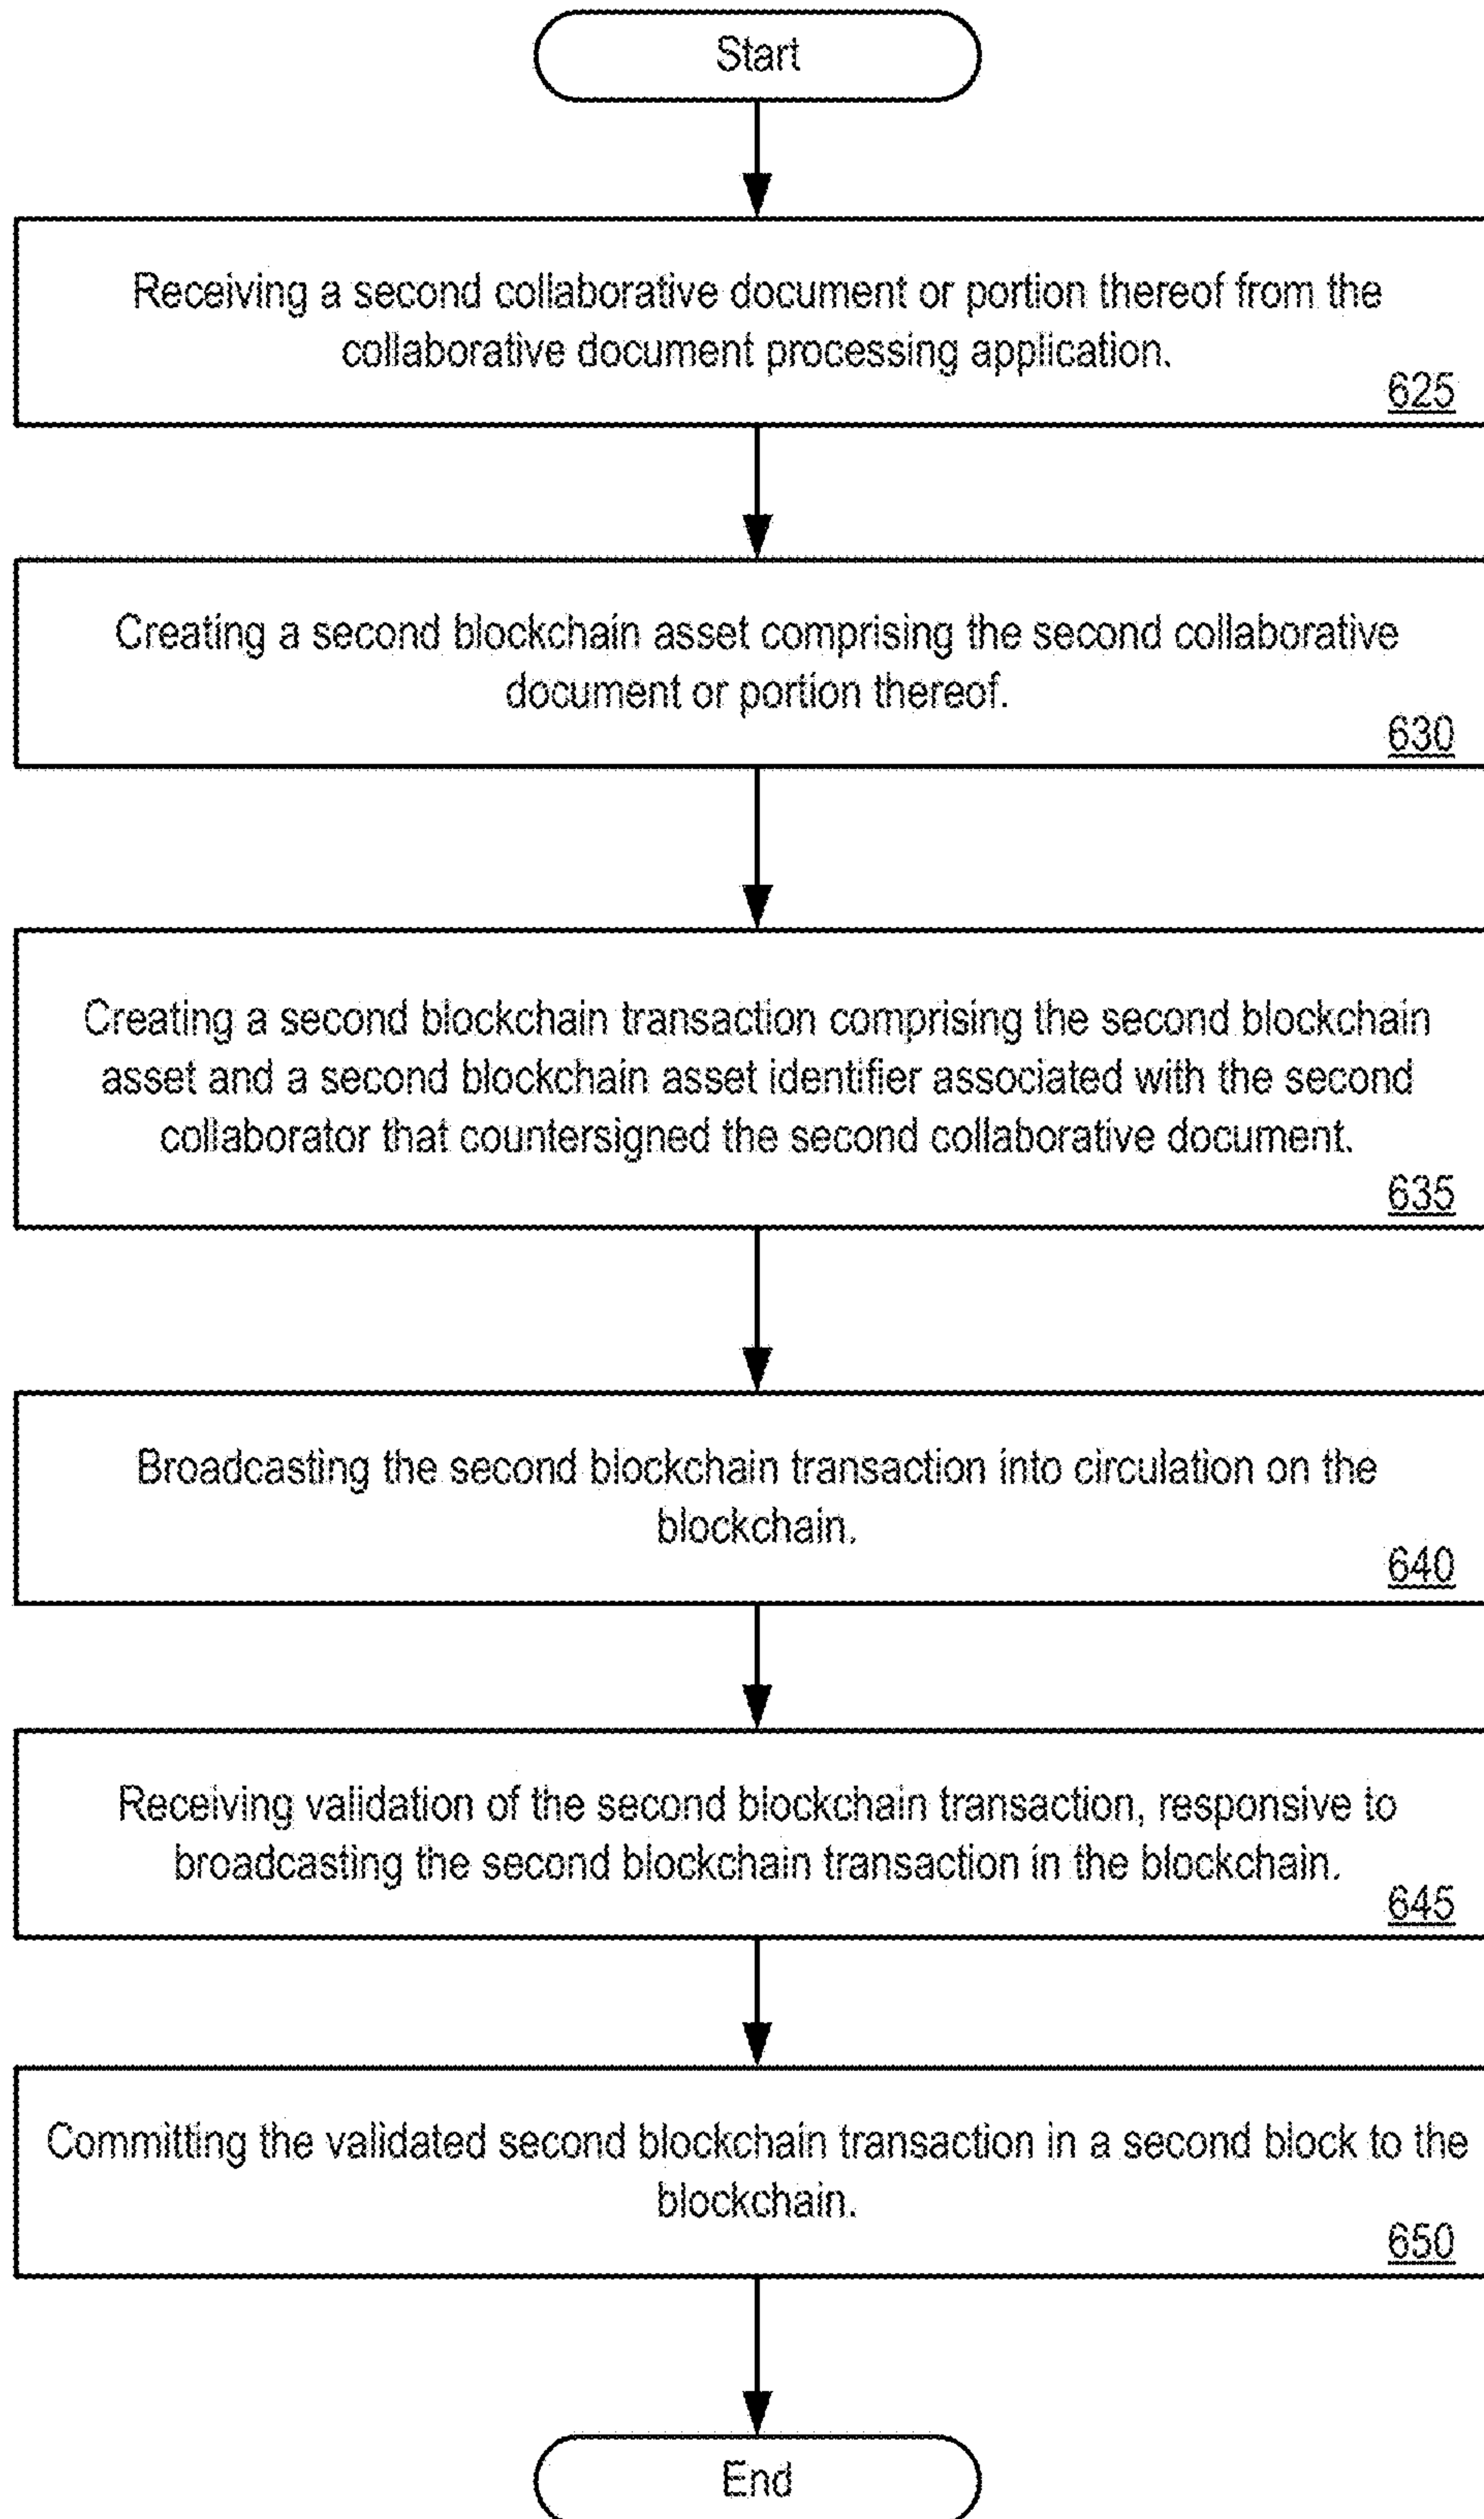 Start
Receiving a second collaborative document or portion thereof from the
collaborative document processing application.
625
Creating a second blockchain asset comprising the second collaborative
document or portion thereof.
630
Creating a second blockchain transaction comprising the second blockchain
asset and a second blockchain asset identifier associated with the second
collaborator that countersigned the second collaborative document.
635
Broadcasting the second blockchain transaction into circulation on the
blockchain.
640
Receiving validation of the second blockchain transaction, responsive to
broadcasting the second blockchain transaction in the blockchain.
645
Committing the validated second blockchain transaction in a second block to the
blockchain.
650
End